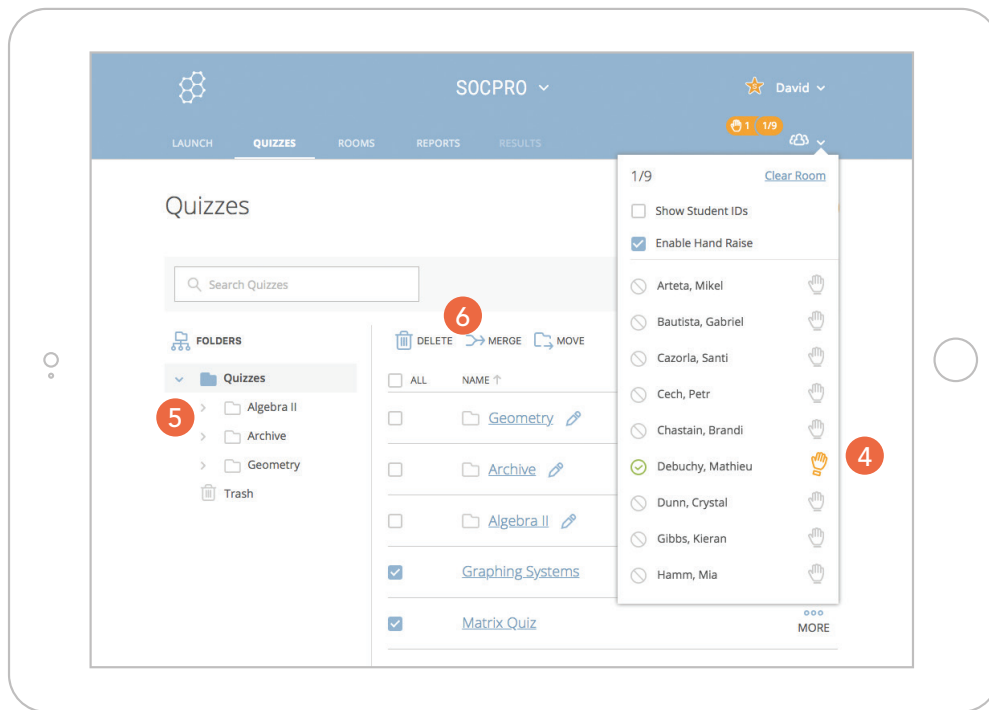 SOCPRO
David
1 1/9
LAUNCH QUIZZES ROOMS REPORTS RESULTS
1/9 Clear Room
Show Student IDs
Enable Hand Raise
Quizzes
Search Quizzes
6
FOLDERS
DELETE MERGE MOVE
Quizzes
ALL NAME
5
Algebra II
Archive
Geometry
Trash
Geometry
Archive
Algebra II
Graphing Systems
Matrix Quiz
MORE
Arteta, Mikel
Bautista, Gabriel
Cazorla, Santi
Cech, Petr
Chastain, Brandi
Debuchy, Mathieu
4
Dunn, Crystal
Gibbs, Kieran
Hamm, Mia